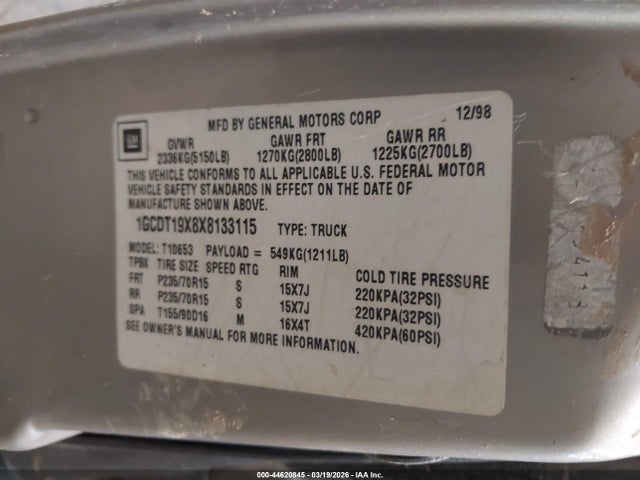 MFD BY GENERAL MOTORS CORP 12/98
GM
GVWR GAWR FRT GAWR RR
2336KG(5150LB) 1270KG(2800LB) 1225KG(2700LB)
THIS VEHICLE CONFORMS TO ALL APPLICABLE U.S. FEDERAL MOTOR
VEHICLE SAFETY STANDARDS IN EFFECT ON THE DATE OF
MANUFACTURE SHOWN ABOVE.
1GCDT19X8X8133115 TYPE: TRUCK
MODEL: T10653 PAYLOAD = 549KG(1211LB)
TPBK TIRE SIZE SPEED RTG RIM COLD TIRE PRESSURE
FRT P235/70R15 S 15X7J 220KPA(32PSI)
RR P235/70R15 S 15X7J 220KPA(32PSI)
SPA T155/90D16 M 16X4T 420KPA(60PSI)
SEE OWNER'S MANUAL FOR MORE INFORMATION.
000-44620845 - 03/19/2026 - IAA Inc.